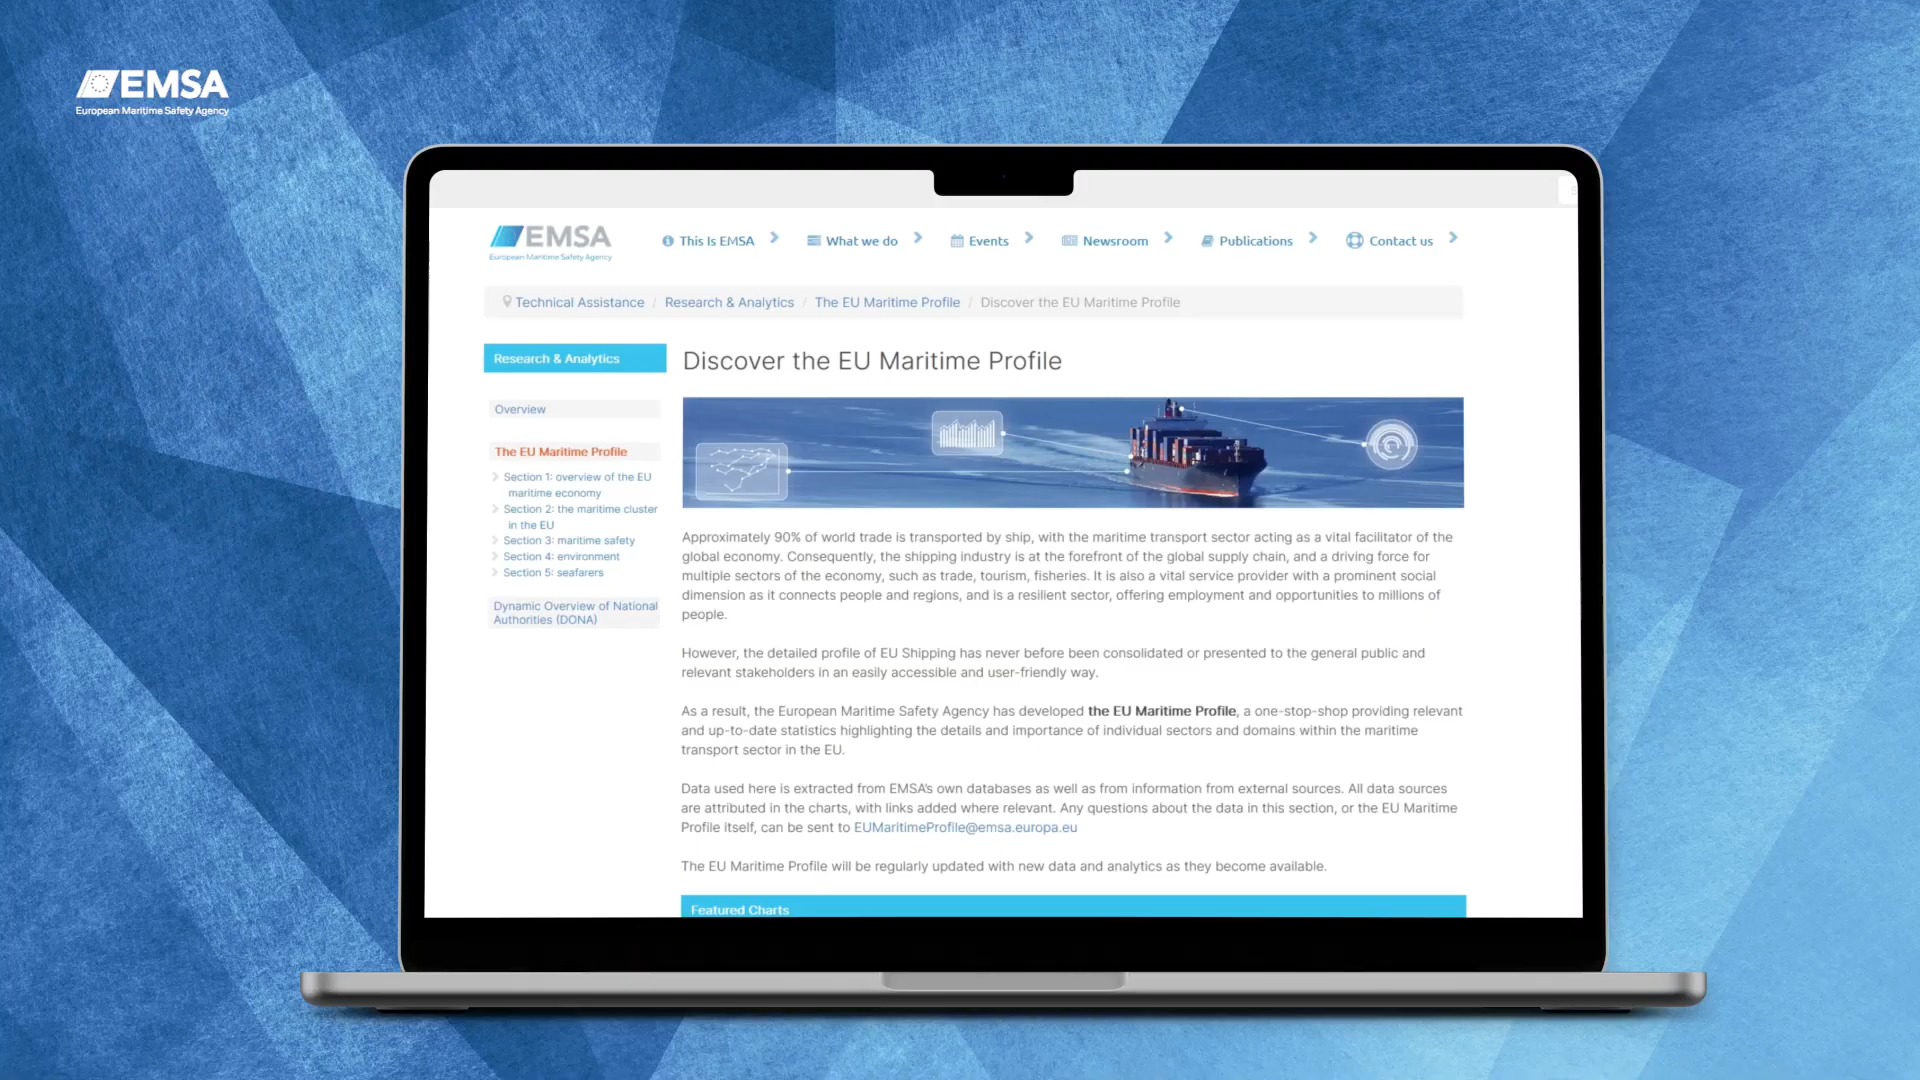 EMSA
European Maritime Safety Agency
EMSA
European Maritime Safety Agency
This Is EMSA
What we do
Events
Newsroom
Publications
Contact us
Technical Assistance / Research & Analytics / The EU Maritime Profile / Discover the EU Maritime Profile
Research & Analytics
Overview
The EU Maritime Profile
Section 1: overview of the EU
maritime economy
Section 2: the maritime cluster
in the EU
Section 3: maritime safety
Section 4: environment
Section 5: seafarers
Dynamic Overview of National
Authorities (DONA)
Discover the EU Maritime Profile
Approximately 90% of world trade is transported by ship, with the maritime transport sector acting as a vital facilitator of the
global economy. Consequently, the shipping industry is at the forefront of the global supply chain, and a driving force for
multiple sectors of the economy, such as trade, tourism, fisheries. It is also a vital service provider with a prominent social
dimension as it connects people and regions, and is a resilient sector, offering employment and opportunities to millions of
people.
However, the detailed profile of EU Shipping has never before been consolidated or presented to the general public and
relevant stakeholders in an easily accessible and user-friendly way.
As a result, the European Maritime Safety Agency has developed the EU Maritime Profile, a one-stop-shop providing relevant
and up-to-date statistics highlighting the details and importance of individual sectors and domains within the maritime
transport sector in the EU.
Data used here is extracted from EMSA's own databases as well as from information from external sources. All data sources
are attributed in the charts, with links added where relevant. Any questions about the data in this section, or the EU Maritime
Profile itself, can be sent to EUMaritimeProfile@emsa.europa.eu
The EU Maritime Profile will be regularly updated with new data and analytics as they become available.
Featured Charts